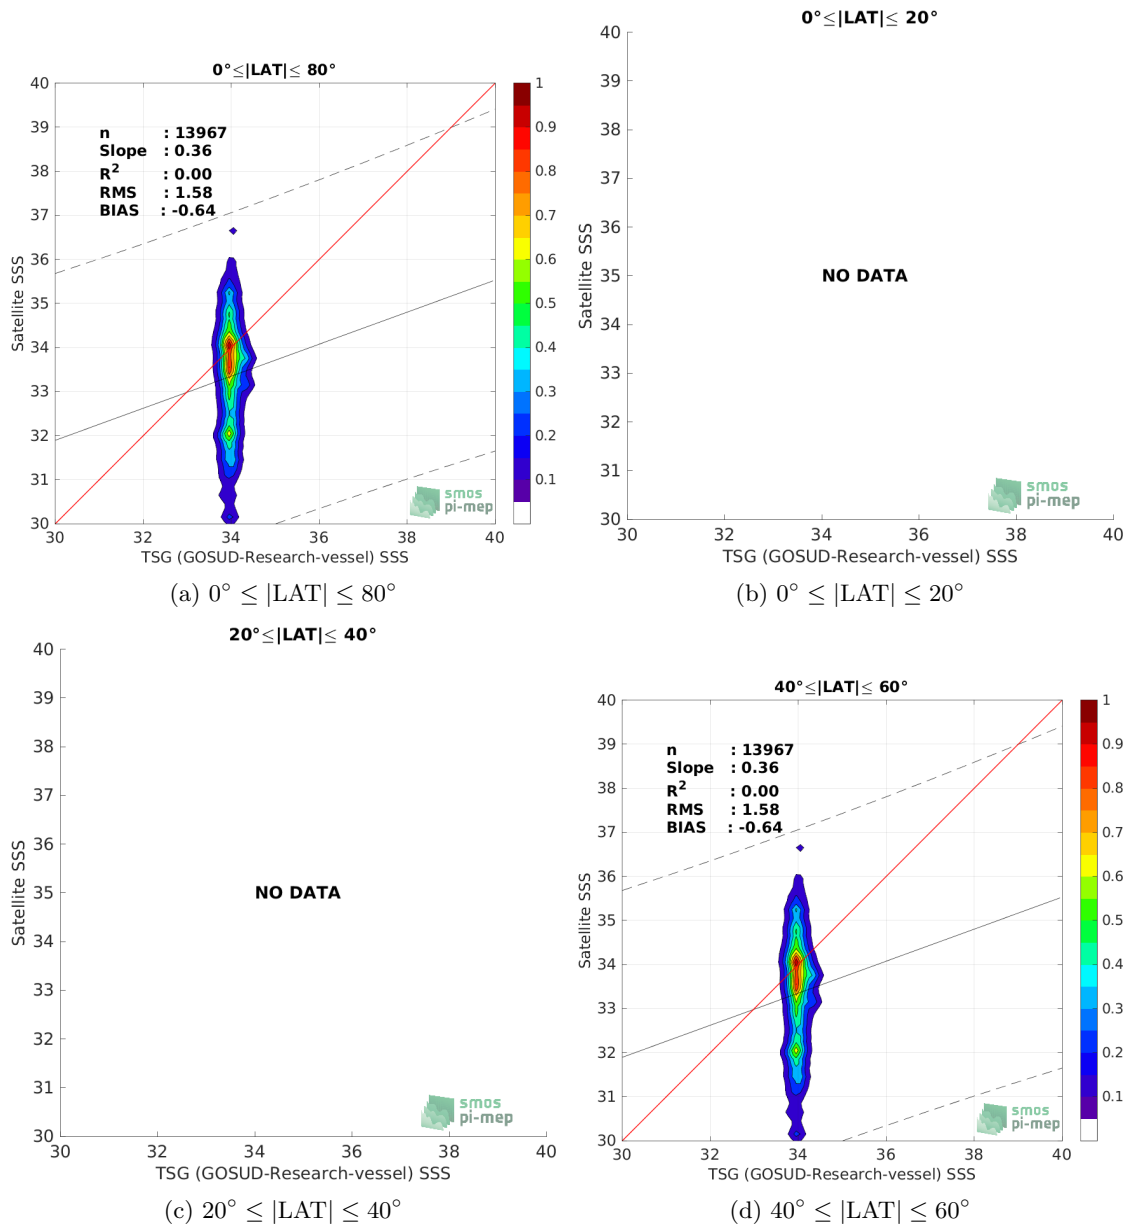 0°≤|LAT|≤ 80°
40
39
38
37
36
35
34
33
32
31
30
Satellite SSS
n : 13967
Slope : 0.36
R² : 0.00
RMS : 1.58
BIAS : -0.64
smos
pi-mep
30 32 34 36 38 40
TSG (GOSUD-Research-vessel) SSS
1
0.9
0.8
0.7
0.6
0.5
0.4
0.3
0.2
0.1
(a) 0° ≤ |LAT| ≤ 80°
0°≤|LAT|≤ 20°
40
39
38
37
36
35
34
33
32
31
30
Satellite SSS
NO DATA
smos
pi-mep
30 32 34 36 38 40
TSG (GOSUD-Research-vessel) SSS
(b) 0° ≤ |LAT| ≤ 20°
20°≤|LAT|≤ 40°
40
39
38
37
36
35
34
33
32
31
30
Satellite SSS
NO DATA
smos
pi-mep
30 32 34 36 38 40
TSG (GOSUD-Research-vessel) SSS
(c) 20° ≤ |LAT| ≤ 40°
40°≤|LAT|≤ 60°
40
39
38
37
36
35
34
33
32
31
30
Satellite SSS
n : 13967
Slope : 0.36
R² : 0.00
RMS : 1.58
BIAS : -0.64
smos
pi-mep
30 32 34 36 38 40
TSG (GOSUD-Research-vessel) SSS
1
0.9
0.8
0.7
0.6
0.5
0.4
0.3
0.2
0.1
(d) 40° ≤ |LAT| ≤ 60°